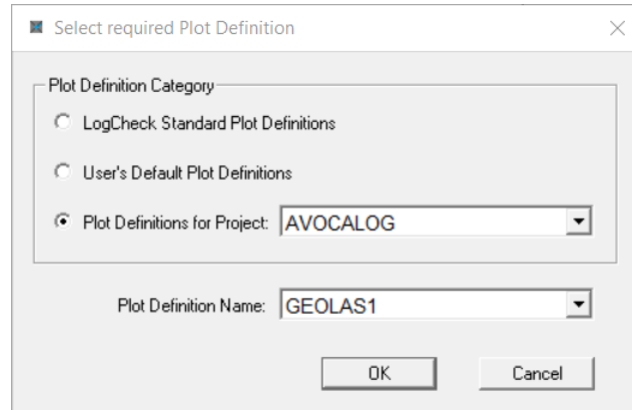 Select required Plot Definition
Plot Definition Category
LogCheck Standard Plot Definitions
User's Default Plot Definitions
Plot Definitions for Project: AVOCALOG
Plot Definition Name: GEOLAS1
OK Cancel